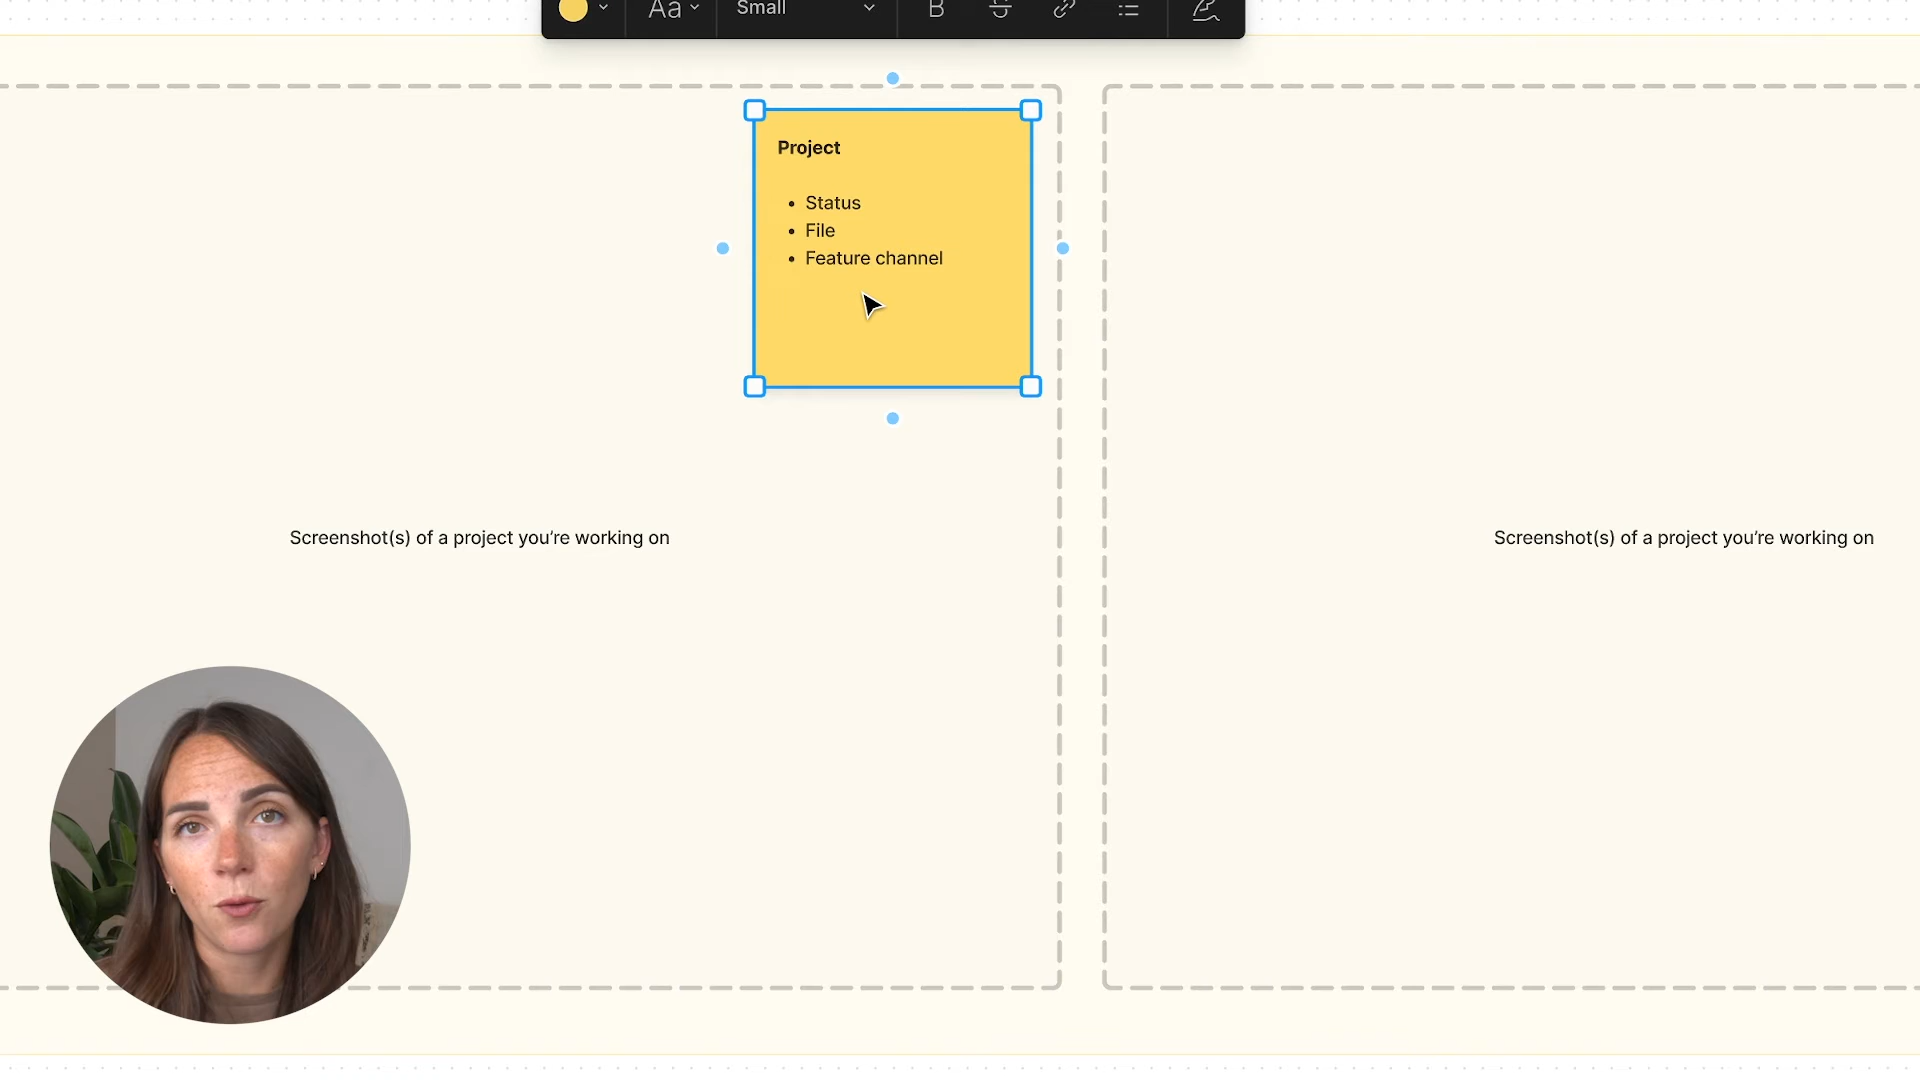 Aa
Small
B
S
Project
• Status
• File
• Feature channel
Screenshot(s) of a project you’re working on
Screenshot(s) of a project you’re working on